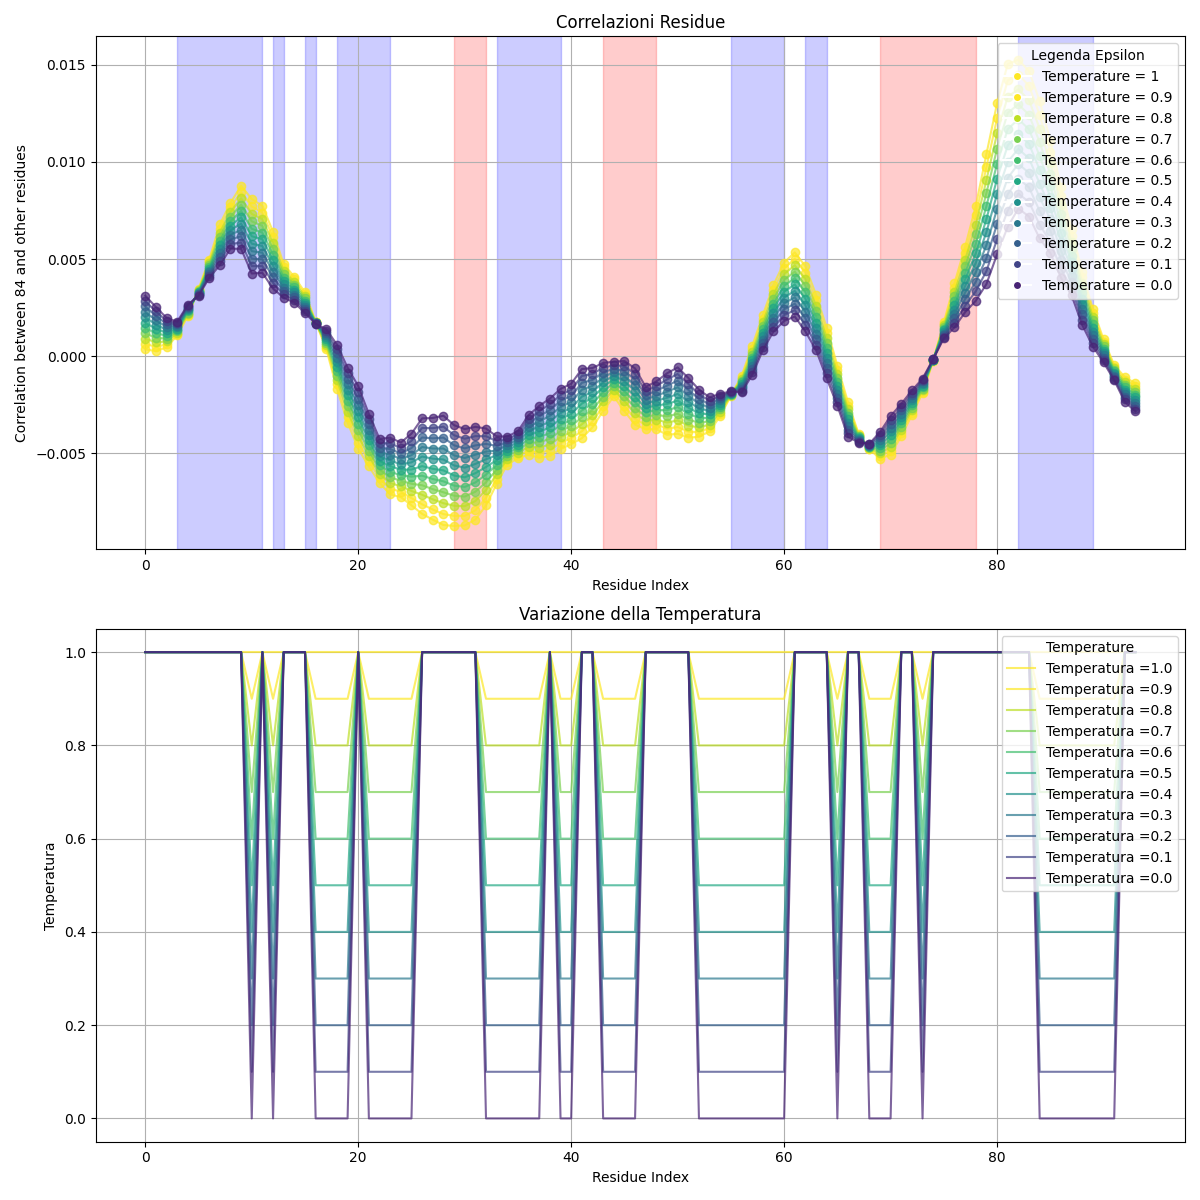 Correlazioni Residue
Correlation between 84 and other residues
0.015
0.010
0.005
0.000
−0.005
Legenda Epsilon
Temperature = 1
Temperature = 0.9
Temperature = 0.8
Temperature = 0.7
Temperature = 0.6
Temperature = 0.5
Temperature = 0.4
Temperature = 0.3
Temperature = 0.2
Temperature = 0.1
Temperature = 0.0
0 20 40 60 80
Residue Index
Variazione della Temperatura
Temperatura
1.0
0.8
0.6
0.4
0.2
0.0
Temperature
Temperatura =1.0
Temperatura =0.9
Temperatura =0.8
Temperatura =0.7
Temperatura =0.6
Temperatura =0.5
Temperatura =0.4
Temperatura =0.3
Temperatura =0.2
Temperatura =0.1
Temperatura =0.0
0 20 40 60 80
Residue Index